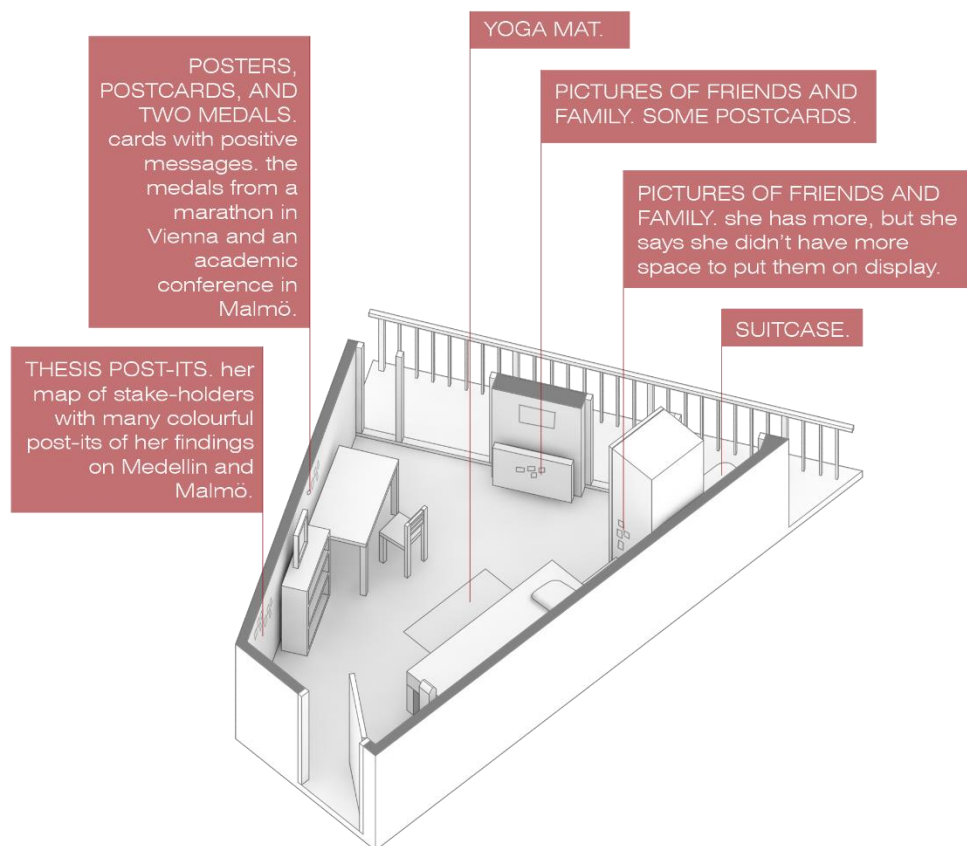 YOGA MAT.
POSTERS,
POSTCARDS, AND
TWO MEDALS.
cards with positive
messages. the
medals from a
marathon in
Vienna and an
academic
conference in
Malmö.
PICTURES OF FRIENDS AND
FAMILY. SOME POSTCARDS.
PICTURES OF FRIENDS AND
FAMILY. she has more, but she
says she didn't have more
space to put them on display.
SUITCASE.
THESIS POST-ITS. her
map of stake-holders
with many colourful
post-its of her findings
on Medellin and
Malmö.